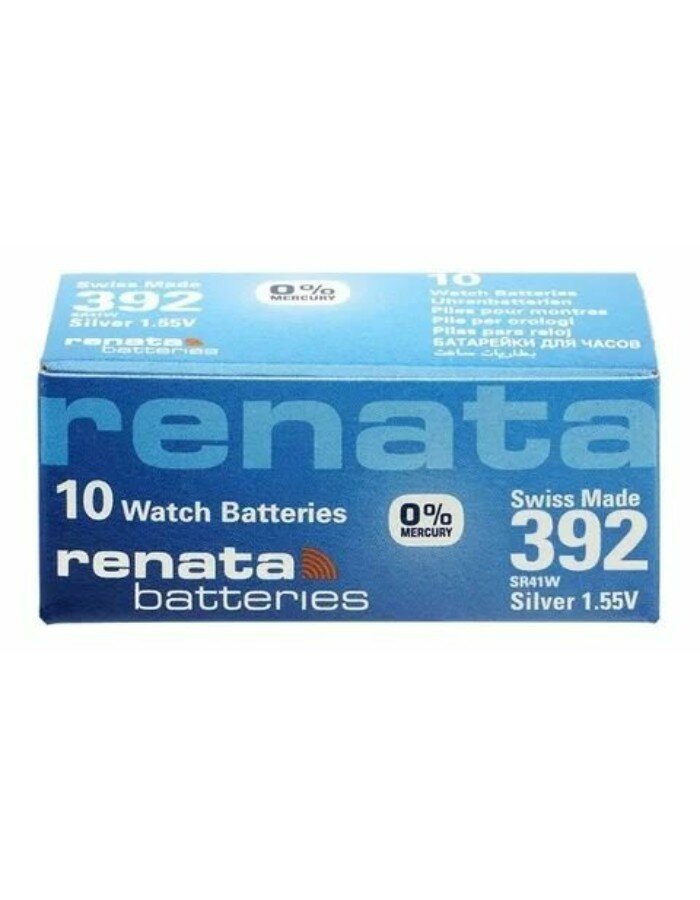 Swiss Made
392
SR41W
Silver 1.55V
renata
batteries
0%
MERCURY
10
Watch Batteries
Uhrenbatterien
Piles pour montres
Pile per orologi
Pilas para reloj
БАТАРЕЙКИ ДЛЯ ЧАСОВ
بطاريات ساعت
renata
10 Watch Batteries
renata
batteries
0%
MERCURY
Swiss Made
392
SR41W
Silver 1.55V